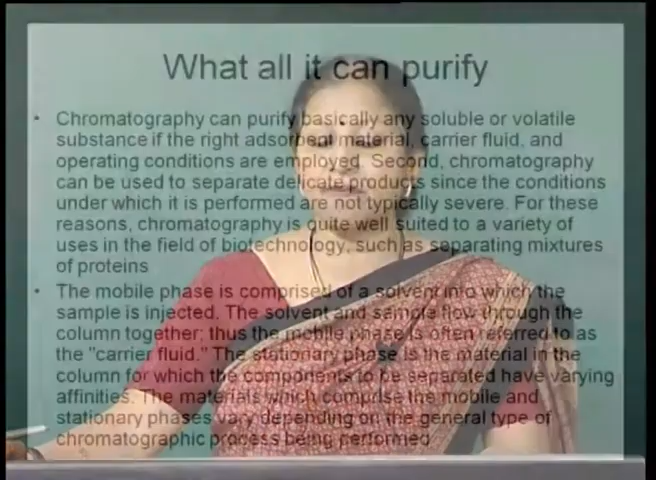 What all it can purify
• Chromatography can purify basically any soluble or volatile
substance if the right adsorbent material, carrier fluid, and
operating conditions are employed. Second, chromatography
can be used to separate delicate products since the conditions
under which it is performed are not typically severe. For these
reasons, chromatography is quite well suited to a variety of
uses in the field of biotechnology, such as separating mixtures
of proteins
• The mobile phase is comprised of a solvent into which the
sample is injected. The solvent and sample flow through the
column together; thus the mobile phase is often referred to as
the "carrier fluid." The stationary phase is the material in the
column for which the components to be separated have varying
affinities. The materials which comprise the mobile and
stationary phases vary depending on the general type of
chromatographic process being performed